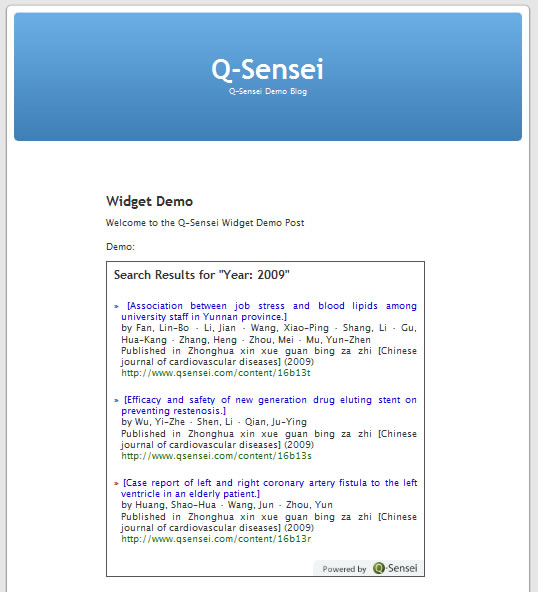 Q-Sensei
Q-Sensei Demo Blog
Widget Demo
Welcome to the Q-Sensei Widget Demo Post
Demo:
Search Results for "Year: 2009"
» [Association between job stress and blood lipids among
university staff in Yunnan province.]
by Fan, Lin-Bo · Li, Jian · Wang, Xiao-Ping · Shang, Li · Gu,
Hua-Kang · Zhang, Heng · Zhou, Mei · Mu, Yun-Zhen
Published in Zhonghua xin xue guan bing za zhi [Chinese
journal of cardiovascular diseases] (2009)
http://www.qsensei.com/content/16b13t
» [Efficacy and safety of new generation drug eluting stent on
preventing restenosis.]
by Wu, Yi-Zhe · Shen, Li · Qian, Ju-Ying
Published in Zhonghua xin xue guan bing za zhi [Chinese
journal of cardiovascular diseases] (2009)
http://www.qsensei.com/content/16b13s
» [Case report of left and right coronary artery fistula to the left
ventricle in an elderly patient.]
by Huang, Shao-Hua · Wang, Jun · Zhou, Yun
Published in Zhonghua xin xue guan bing za zhi [Chinese
journal of cardiovascular diseases] (2009)
http://www.qsensei.com/content/16b13r
Powered by Q-Sensei